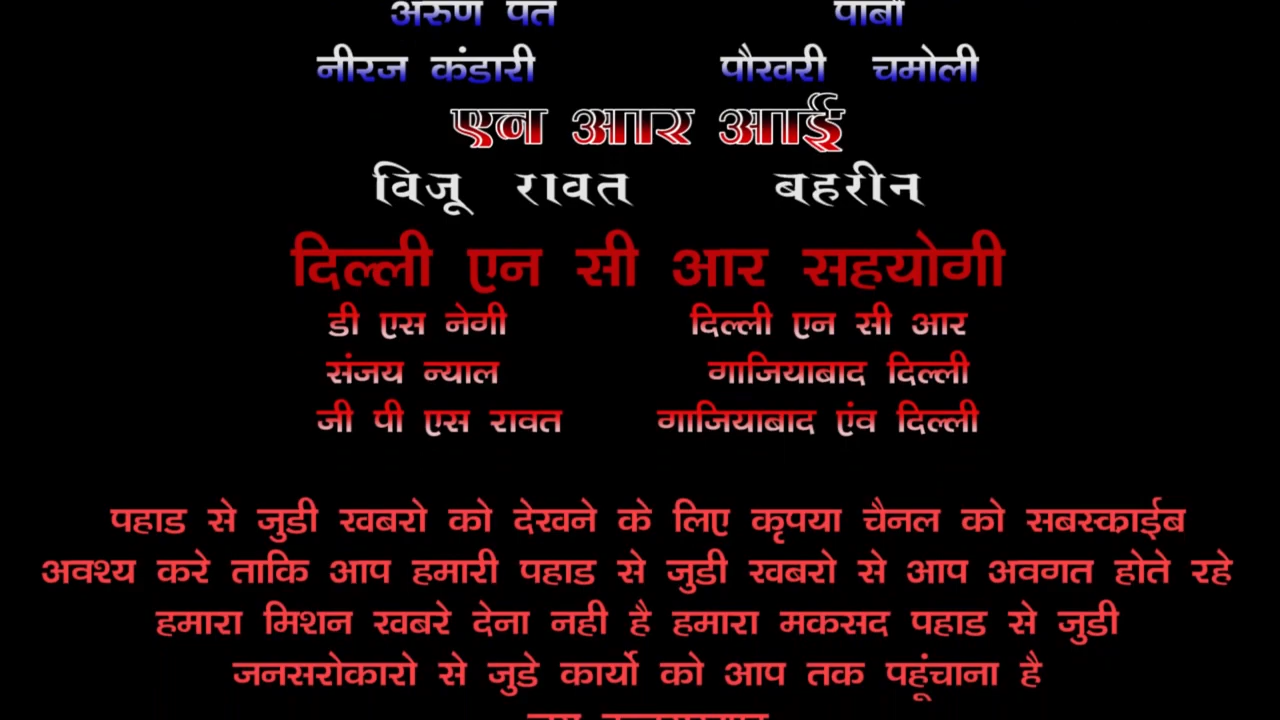 अरुण पंत पाबौ
नीरज कंडारी पौखरी चमोली
एन आर आई
विजू रावत बहरीन
दिल्ली एन सी आर सहयोगी
डी एस नेगी दिल्ली एन सी आर
संजय न्याल गाजियाबाद दिल्ली
जी पी एस रावत गाजियाबाद एंव दिल्ली
पहाड से जुडी खबरो को देखने के लिए कृपया चैनल को सबस्क्राईब
अवश्य करे ताकि आप हमारी पहाड से जुडी खबरो से आप अवगत होते रहे
हमारा मिशन खबरे देना नही है हमारा मकसद पहाड से जुडी
जनसरोकारो से जुडे कार्यो को आप तक पहूंचाना है